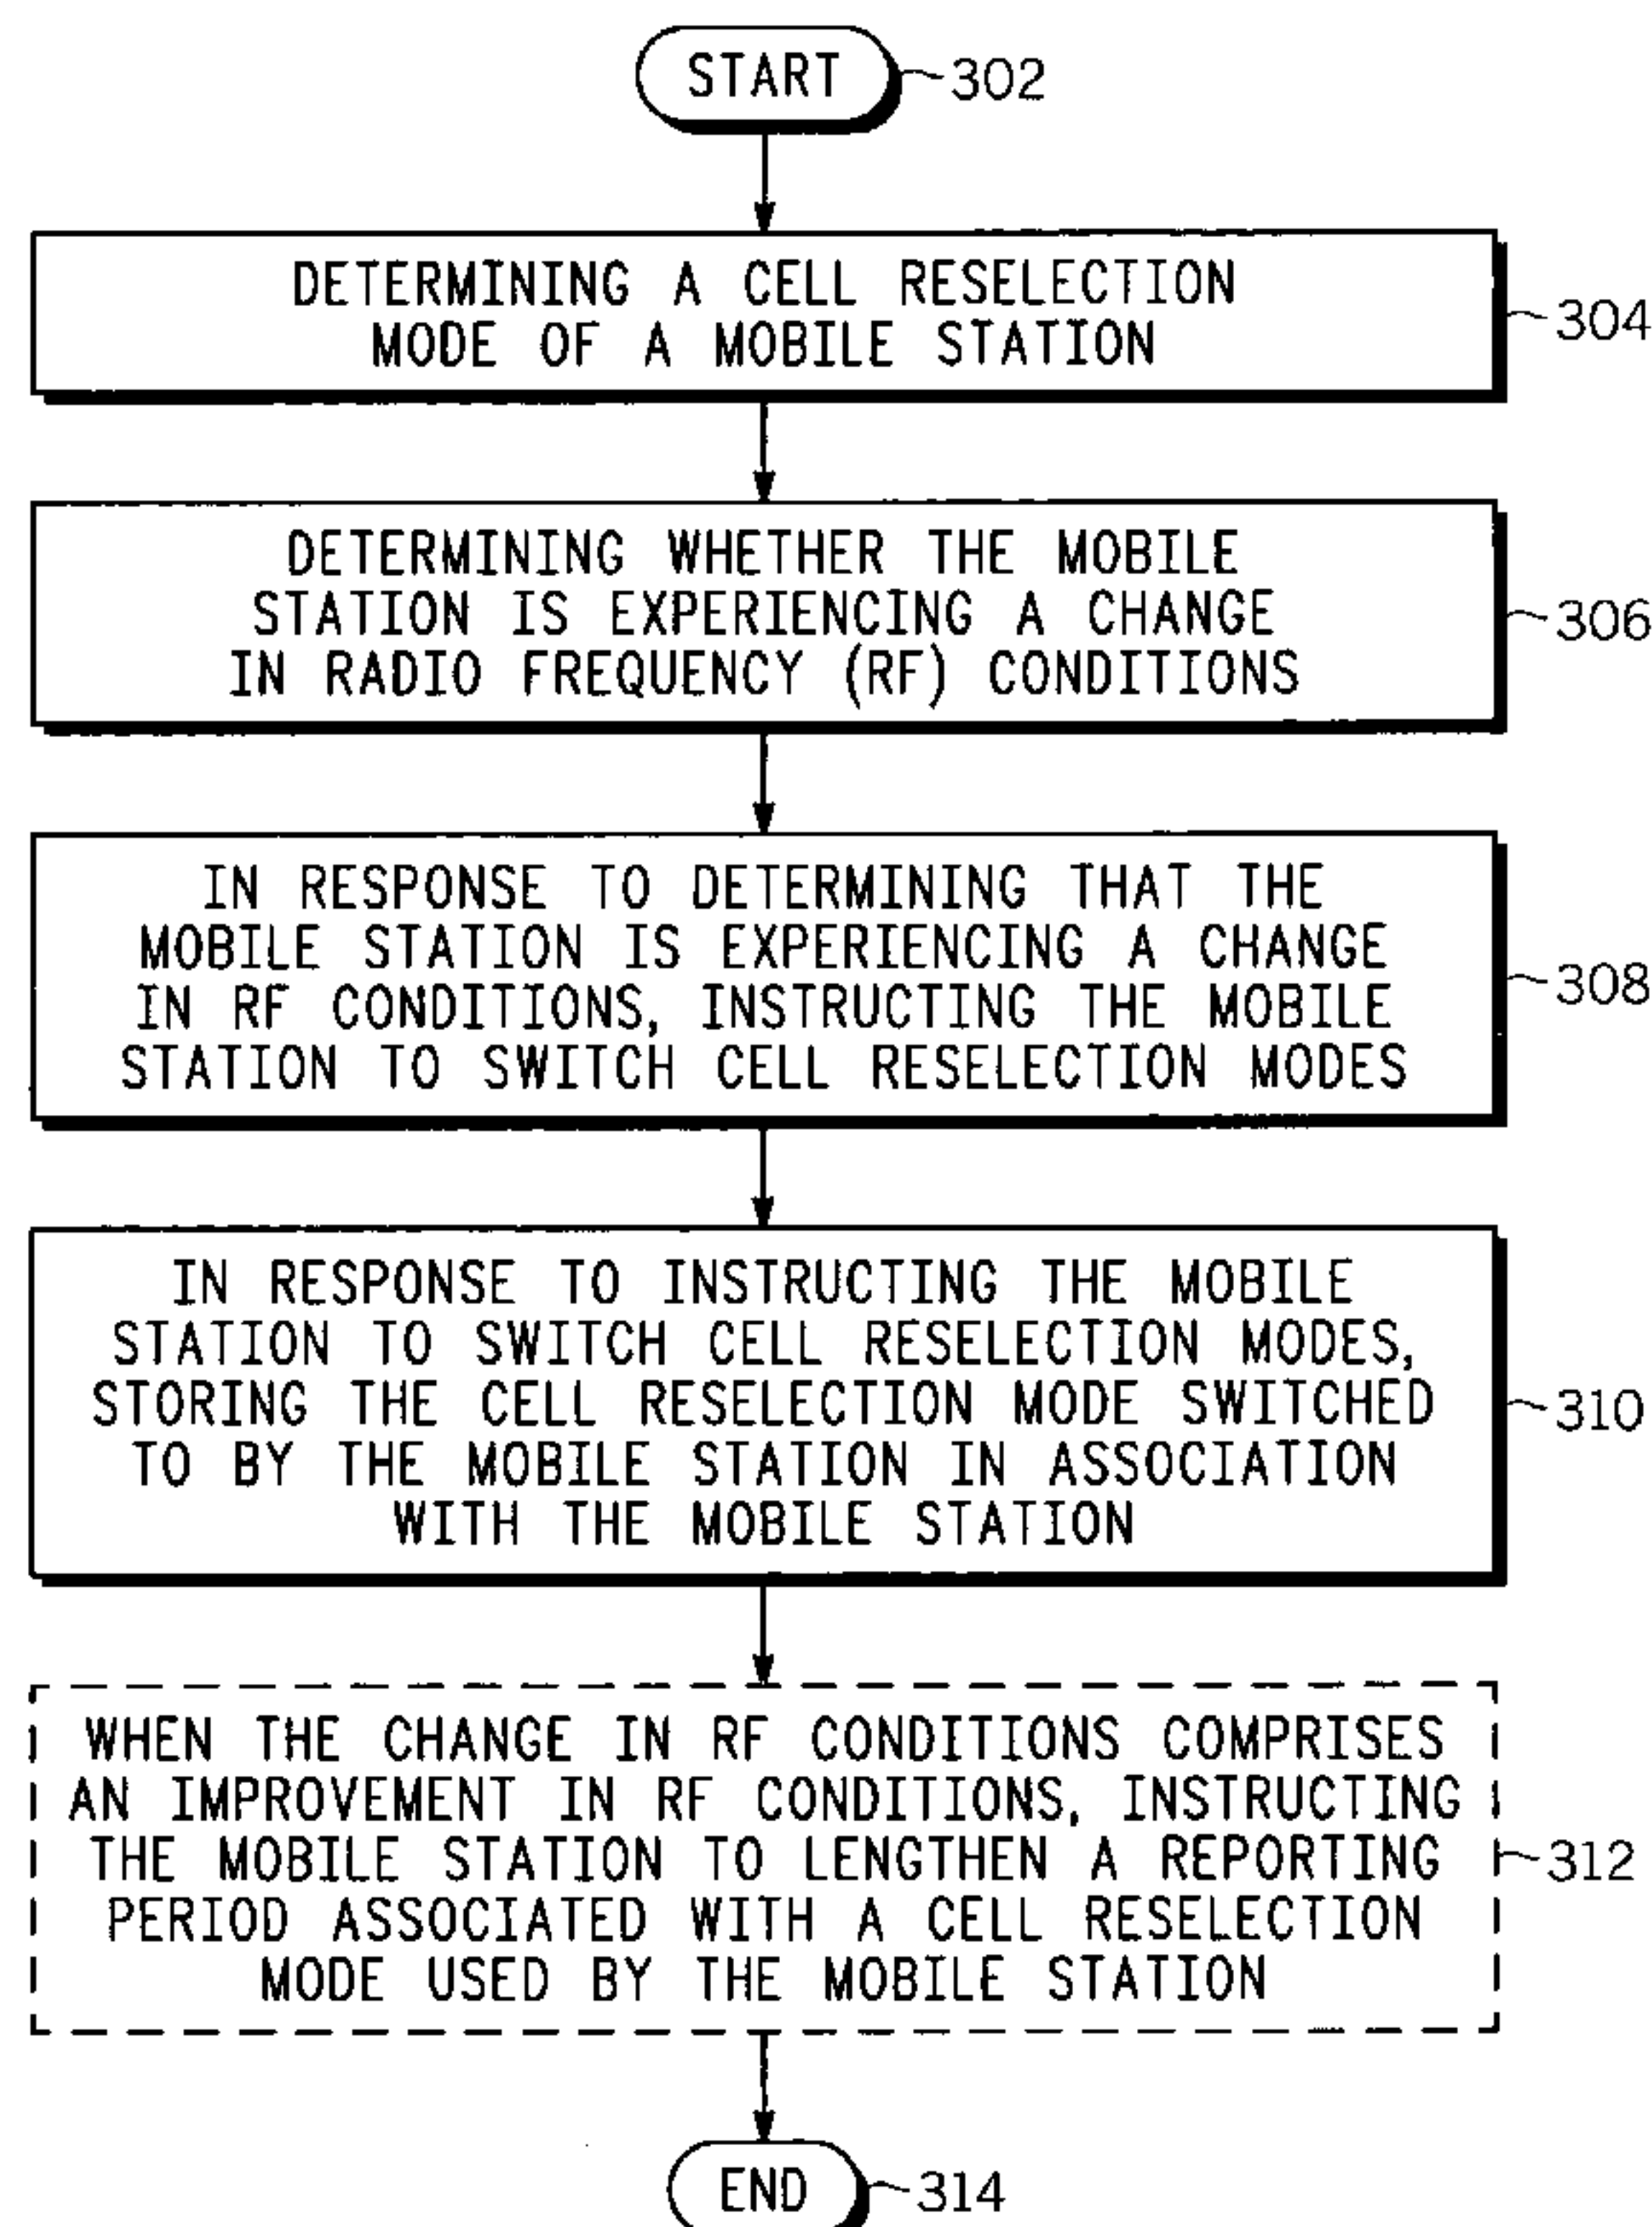 START
302
DETERMINING A CELL RESELECTION
MODE OF A MOBILE STATION
304
DETERMINING WHETHER THE MOBILE
STATION IS EXPERIENCING A CHANGE
IN RADIO FREQUENCY (RF) CONDITIONS
306
IN RESPONSE TO DETERMINING THAT THE
MOBILE STATION IS EXPERIENCING A CHANGE
IN RF CONDITIONS, INSTRUCTING THE MOBILE
STATION TO SWITCH CELL RESELECTION MODES
308
IN RESPONSE TO INSTRUCTING THE MOBILE
STATION TO SWITCH CELL RESELECTION MODES,
STORING THE CELL RESELECTION MODE SWITCHED
TO BY THE MOBILE STATION IN ASSOCIATION
WITH THE MOBILE STATION
310
WHEN THE CHANGE IN RF CONDITIONS COMPRISES
AN IMPROVEMENT IN RF CONDITIONS, INSTRUCTING
THE MOBILE STATION TO LENGTHEN A REPORTING
PERIOD ASSOCIATED WITH A CELL RESELECTION
MODE USED BY THE MOBILE STATION
312
END
314